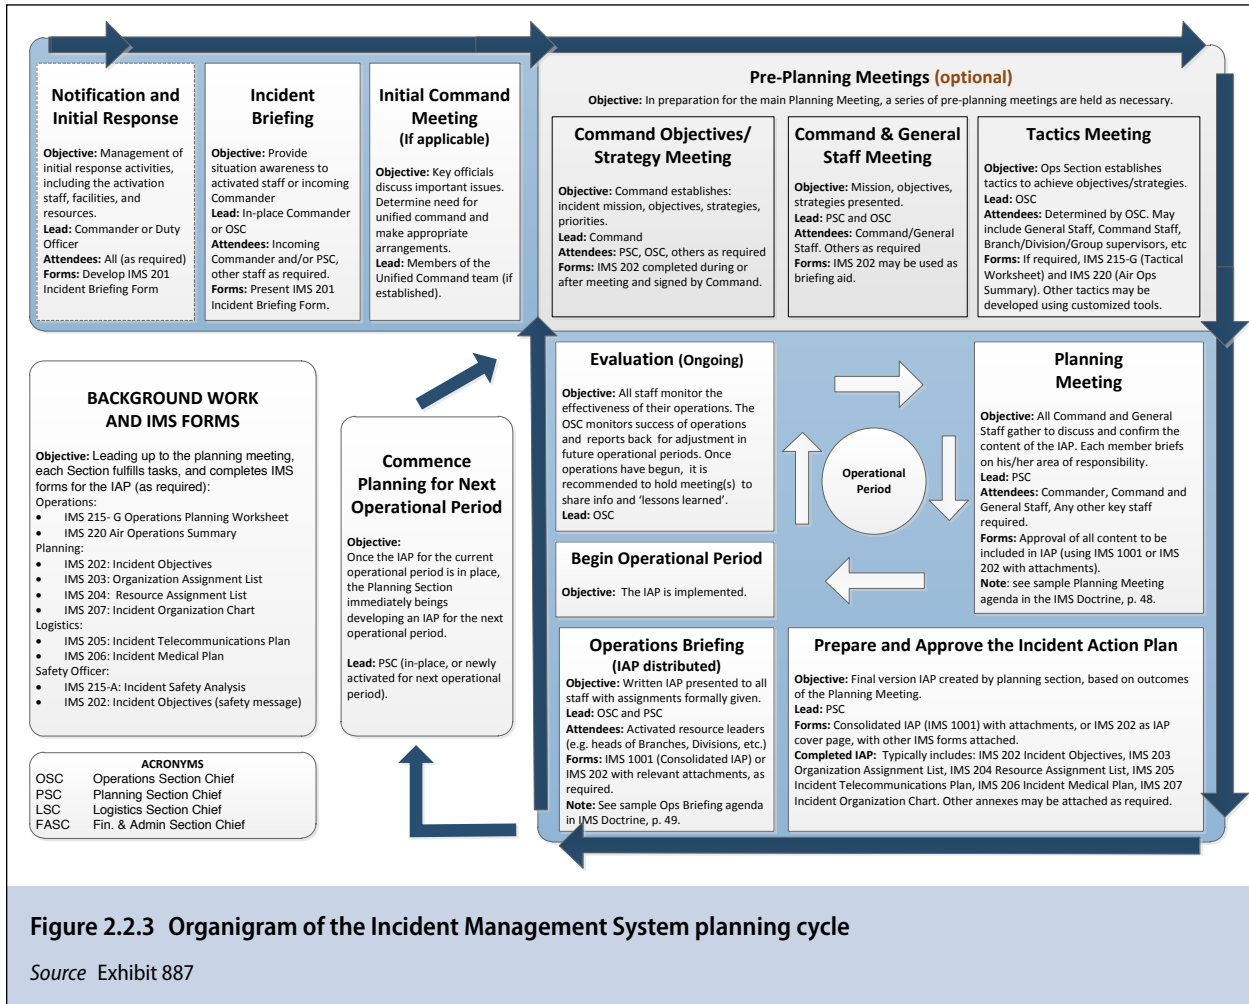 Notification and
Initial Response
Objective: Management of
initial response activities,
including the activation
staff, facilities, and
resources.
Lead: Commander or Duty
Officer
Attendees: All (as required)
Forms: Develop IMS 201
Incident Briefing Form
Incident
Briefing
Objective: Provide
situation awareness to
activated staff or incoming
Commander
Lead: In-place Commander
or OSC
Attendees: Incoming
Commander and/or PSC,
other staff as required.
Forms: Present IMS 201
Incident Briefing Form.
Initial Command
Meeting
(If applicable)
Objective: Key officials
discuss important issues.
Determine need for
unified command and
make appropriate
arrangements.
Lead: Members of the
Unified Command team (if
established).
Pre-Planning Meetings (optional)
Objective: In preparation for the main Planning Meeting, a series of pre-planning meetings are held as necessary.
Command Objectives/
Strategy Meeting
Objective: Command establishes:
incident mission, objectives, strategies,
priorities.
Lead: Command
Attendees: PSC, OSC, others as required
Forms: IMS 202 completed during or
after meeting and signed by Command.
Command & General
Staff Meeting
Objective: Mission, objectives,
strategies presented.
Lead: PSC and OSC
Attendees: Command/General
Staff. Others as required
Forms: IMS 202 may be used as
briefing aid.
Tactics Meeting
Objective: Ops Section establishes
tactics to achieve objectives/strategies.
Lead: OSC
Attendees: Determined by OSC. May
include General Staff, Command Staff,
Branch/Division/Group supervisors, etc
Forms: If required, IMS 215-G (Tactical
Worksheet) and IMS 220 (Air Ops
Summary). Other tactics may be
developed using customized tools.
BACKGROUND WORK
AND IMS FORMS
Objective: Leading up to the planning meeting,
each Section fulfills tasks, and completes IMS
forms for the IAP (as required):
Operations:
• IMS 215- G Operations Planning Worksheet
• IMS 220 Air Operations Summary
Planning:
• IMS 202: Incident Objectives
• IMS 203: Organization Assignment List
• IMS 204: Resource Assignment List
• IMS 207: Incident Organization Chart
Logistics:
• IMS 205: Incident Telecommunications Plan
• IMS 206: Incident Medical Plan
Safety Officer:
• IMS 215-A: Incident Safety Analysis
• IMS 202: Incident Objectives (safety message)
ACRONYMS
OSC Operations Section Chief
PSC Planning Section Chief
LSC Logistics Section Chief
FASC Fin. & Admin Section Chief
Commence
Planning for Next
Operational Period
Objective:
Once the IAP for the current
operational period is in place,
the Planning Section
immediately beings
developing an IAP for the next
operational period.
Lead: PSC (in-place, or newly
activated for next operational
period).
Evaluation (Ongoing)
Objective: All staff monitor the
effectiveness of their operations. The
OSC monitors success of operations
and reports back for adjustment in
future operational periods. Once
operations have begun, it is
recommended to hold meeting(s) to
share info and ‘lessons learned’.
Lead: OSC
Begin Operational Period
Objective: The IAP is implemented.
Operational
Period
Planning
Meeting
Objective: All Command and General
Staff gather to discuss and confirm the
content of the IAP. Each member briefs
on his/her area of responsibility.
Lead: PSC
Attendees: Commander, Command and
General Staff, Any other key staff
required.
Forms: Approval of all content to be
included in IAP (using IMS 1001 or IMS
202 with attachments).
Note: see sample Planning Meeting
agenda in the IMS Doctrine, p. 48.
Operations Briefing
(IAP distributed)
Objective: Written IAP presented to all
staff with assignments formally given.
Lead: OSC and PSC
Attendees: Activated resource leaders
(e.g. heads of Branches, Divisions, etc.)
Forms: IMS 1001 (Consolidated IAP) or
IMS 202 with relevant attachments, as
required.
Note: See sample Ops Briefing agenda
in IMS Doctrine, p. 49.
Prepare and Approve the Incident Action Plan
Objective: Final version IAP created by planning section, based on outcomes
of the Planning Meeting.
Lead: PSC
Forms: Consolidated IAP (IMS 1001) with attachments, or IMS 202 as IAP
cover page, with other IMS forms attached.
Completed IAP: Typically includes: IMS 202 Incident Objectives, IMS 203
Organization Assignment List, IMS 204 Resource Assignment List, IMS 205
Incident Telecommunications Plan, IMS 206 Incident Medical Plan, IMS 207
Incident Organization Chart. Other annexes may be attached as required.
Figure 2.2.3 Organigram of the Incident Management System planning cycle
Source Exhibit 887